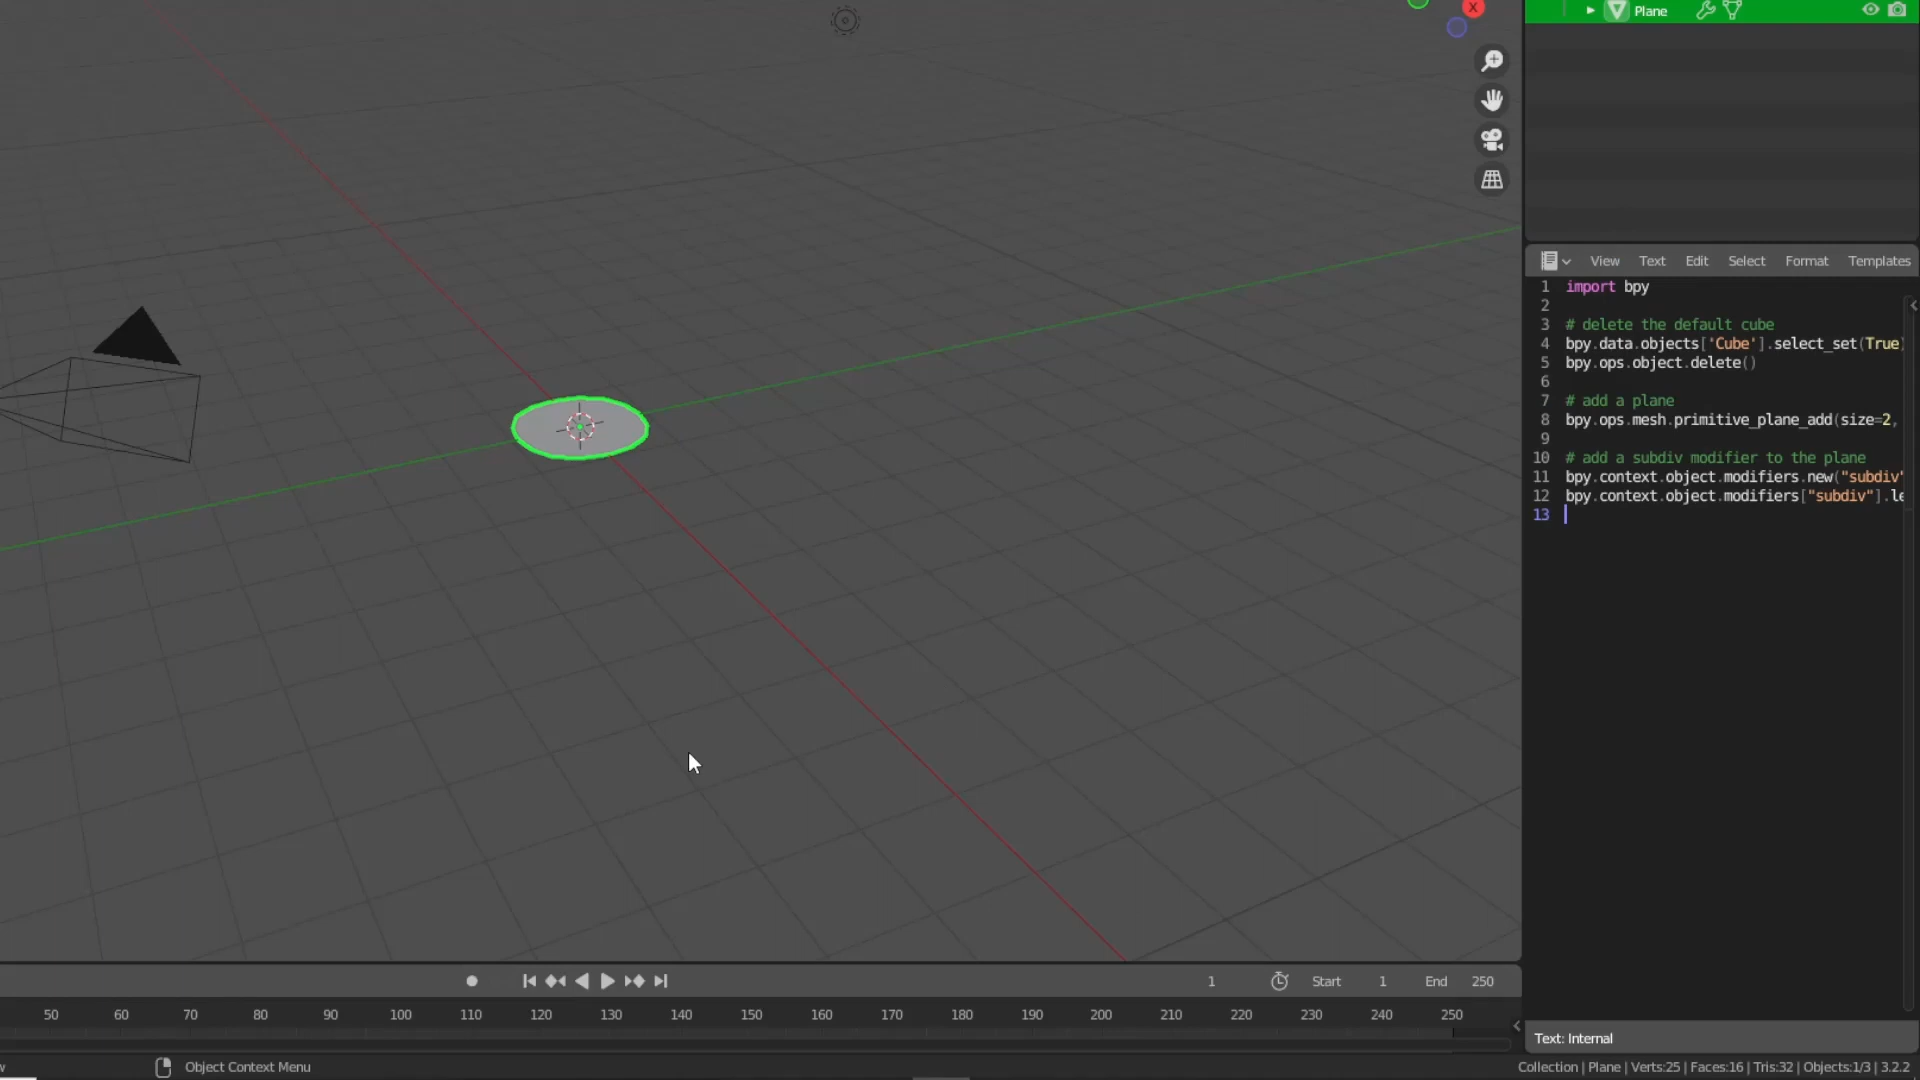 X
Plane
View Text Edit Select Format Templates
1 import bpy
2
3 # delete the default cube
4 bpy.data.objects['Cube'].select_set(True)
5 bpy.ops.object.delete()
6
7 # add a plane
8 bpy.ops.mesh.primitive_plane_add(size=2,
9
10 # add a subdiv modifier to the plane
11 bpy.context.object.modifiers.new("subdiv"
12 bpy.context.object.modifiers["subdiv"].le
13
1 Start 1 End 250
50 60 70 80 90 100 110 120 130 140 150 160 170 180 190 200 210 220 230 240 250
Text: Internal
Object Context Menu
Collection | Plane | Verts:25 | Faces:16 | Tris:32 | Objects:1/3 | 3.2.2